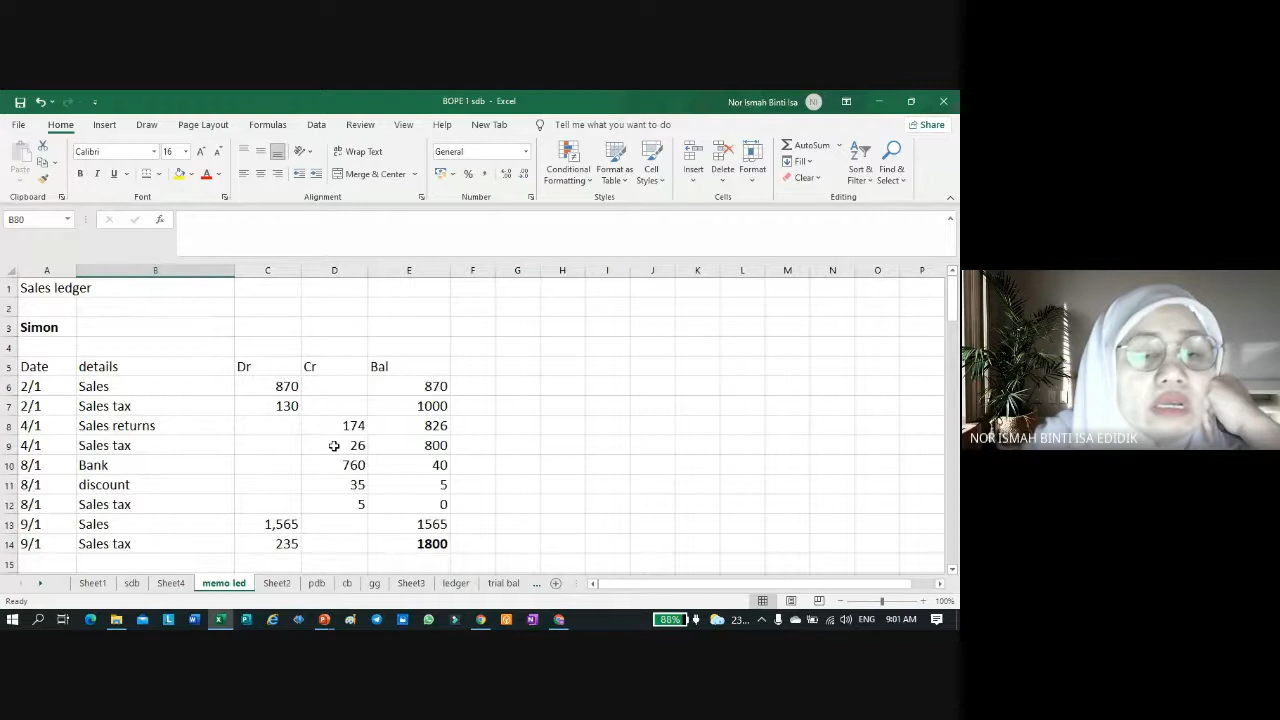 BOPE 1 sdb - Excel
Nor Ismah Binti Isa NI
File Home Insert Draw Page Layout Formulas Data Review View Help New Tab Tell me what you want to do Share
Paste
Calibri 16
B I U
Wrap Text
Merge & Center
General
Conditional Formatting
Format as Table
Cell Styles
Insert Delete Format
AutoSum
Fill
Clear
Sort & Filter
Find & Select
Clipboard Font Alignment Number Styles Cells Editing
B80 fx
A B C D E F G H I J K L M N O P
1 Sales ledger
2
3 Simon
4
5 Date details Dr Cr Bal
6 2/1 Sales 870 870
7 2/1 Sales tax 130 1000
8 4/1 Sales returns 174 826
9 4/1 Sales tax 26 800
10 8/1 Bank 760 40
11 8/1 discount 35 5
12 8/1 Sales tax 5 0
13 9/1 Sales 1,565 1565
14 9/1 Sales tax 235 1800
15
Sheet1 sdb Sheet4 memo led Sheet2 pdb cb gg Sheet3 ledger trial bal ...
Ready 100%
88% 23... ENG 9:01 AM
NOR ISMAH BINTI ISA EDIDIK